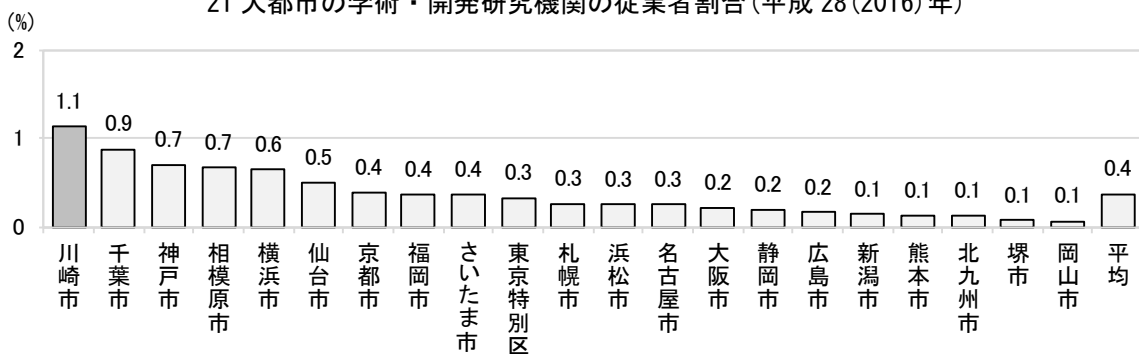 21大都市の学術・開発研究機関の従業者割合(平成28(2016)年)
(%)
2
1
0
1.1
0.9
0.7
0.7
0.6
0.5
0.4
0.4
0.4
0.3
0.3
0.3
0.3
0.2
0.2
0.2
0.1
0.1
0.1
0.1
0.1
0.4
川崎市
千葉市
神戸市
相模原市
横浜市
仙台市
京都市
福岡市
さいたま市
東京特別区
札幌市
浜松市
名古屋市
大阪市
静岡市
広島市
新潟市
熊本市
北九州市
堺市
岡山市
平均